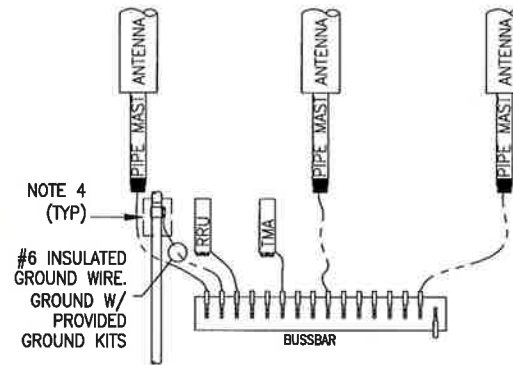 ANTENNA
ANTENNA
ANTENNA
PIPE MAST
PIPE MAST
PIPE MAST
NOTE 4
(TYP)
RRU
TMA
#6 INSULATED
GROUND WIRE.
GROUND W/
PROVIDED
GROUND KITS
BUSSBAR